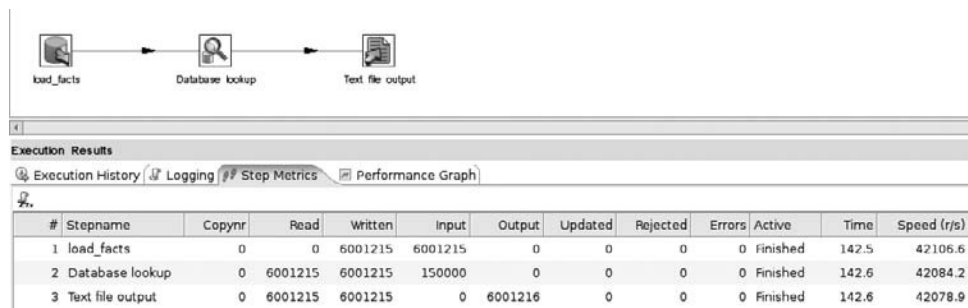 load_facts Database lookup Text file output
Execution Results
Execution History Logging Step Metrics Performance Graph
# Stepname Copynr Read Written Input Output Updated Rejected Errors Active Time Speed (r/s)
1 load_facts 0 0 6001215 6001215 0 0 0 0 Finished 142.5 42106.6
2 Database lookup 0 6001215 6001215 150000 0 0 0 0 Finished 142.6 42084.2
3 Text file output 0 6001215 6001215 0 6001216 0 0 0 Finished 142.6 42078.9